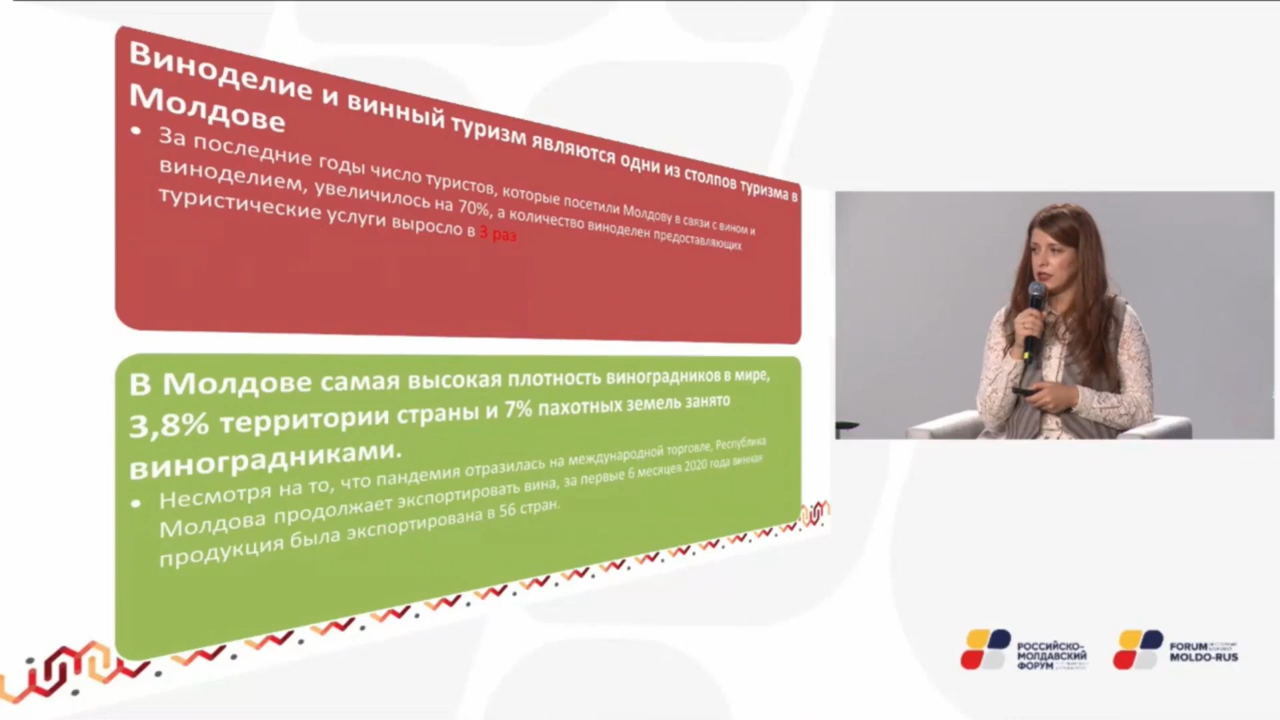 Виноделие и винный туризм являются одни из столпов туризма в
Молдове
• За последние годы число туристов, которые посетили Молдову в связи с вином и
виноделием, увеличилось на 70%, а количество виноделен предоставляющих
туристические услуги выросло в 3 раз
В Молдове самая высокая плотность виноградников в мире,
3,8% территории страны и 7% пахотных земель занято
виноградниками.
• Несмотря на то, что пандемия отразилась на международной торговле, Республика
Молдова продолжает экспортировать вина, за первые 6 месяцев 2020 года винная
продукция была экспортирована в 56 стран.
РОССИЙСКО-
МОЛДАВСКИЙ
ФОРУМ
FORUM
MOLDO-RUS